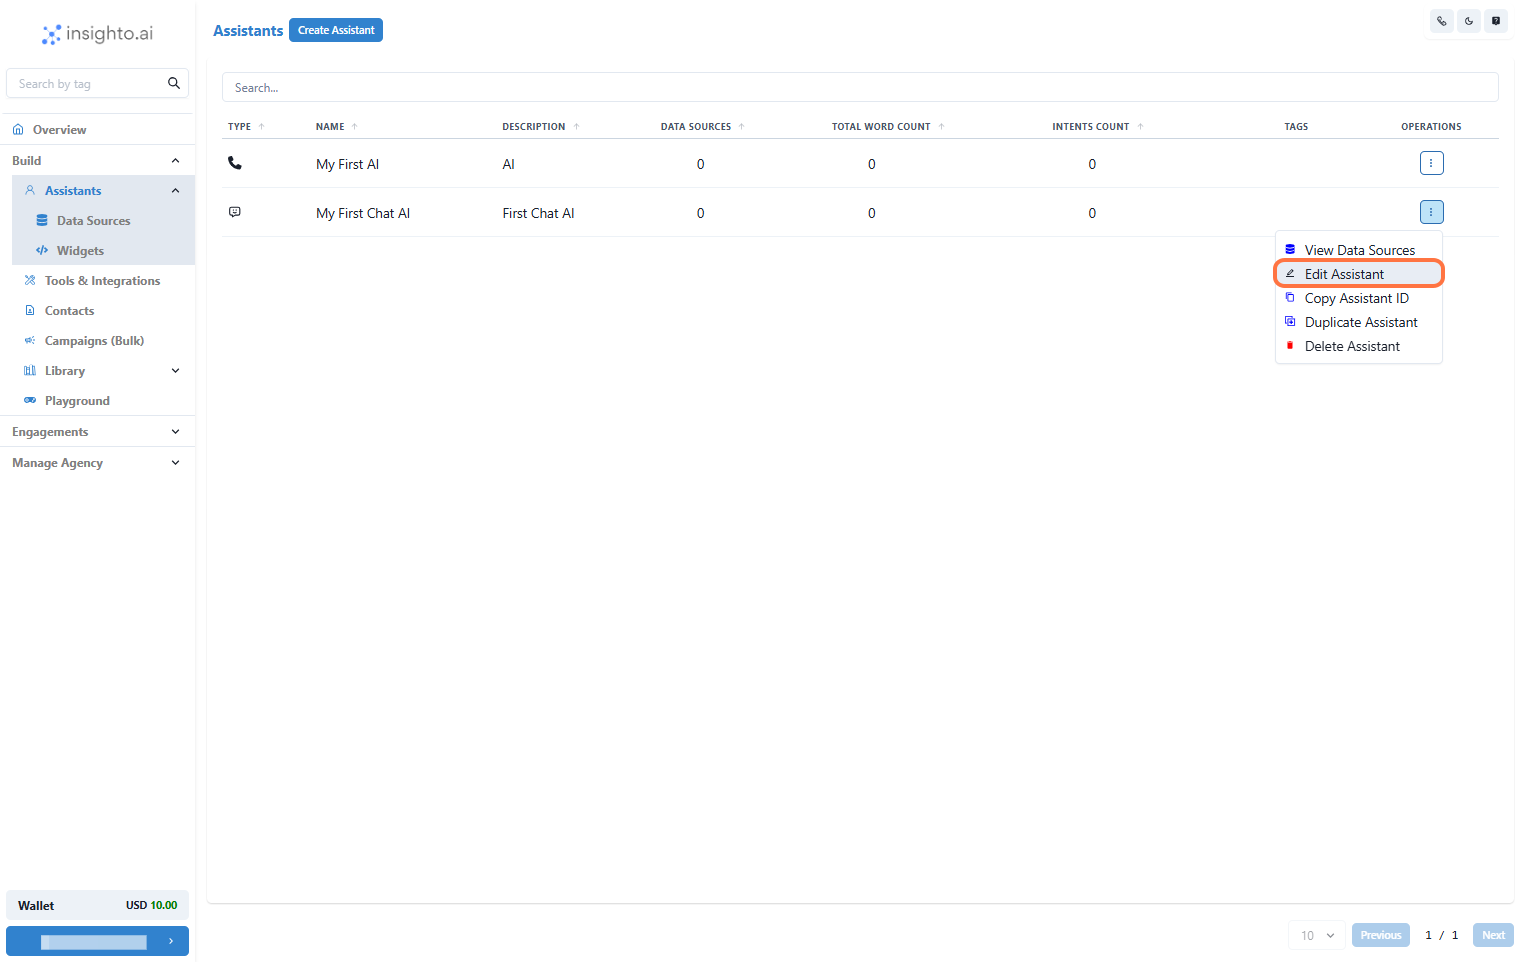 insighto.ai
Assistants
Create Assistant
Search by tag
Search...
Overview
Build
Assistants
Data Sources
Widgets
Tools & Integrations
Contacts
Campaigns (Bulk)
Library
Playground
Engagements
Manage Agency
TYPE NAME DESCRIPTION DATA SOURCES TOTAL WORD COUNT INTENTS COUNT TAGS OPERATIONS
My First AI AI 0 0 0
My First Chat AI First Chat AI 0 0 0
View Data Sources
Edit Assistant
Copy Assistant ID
Duplicate Assistant
Delete Assistant
Wallet USD 10.00
10 Previous 1 / 1 Next